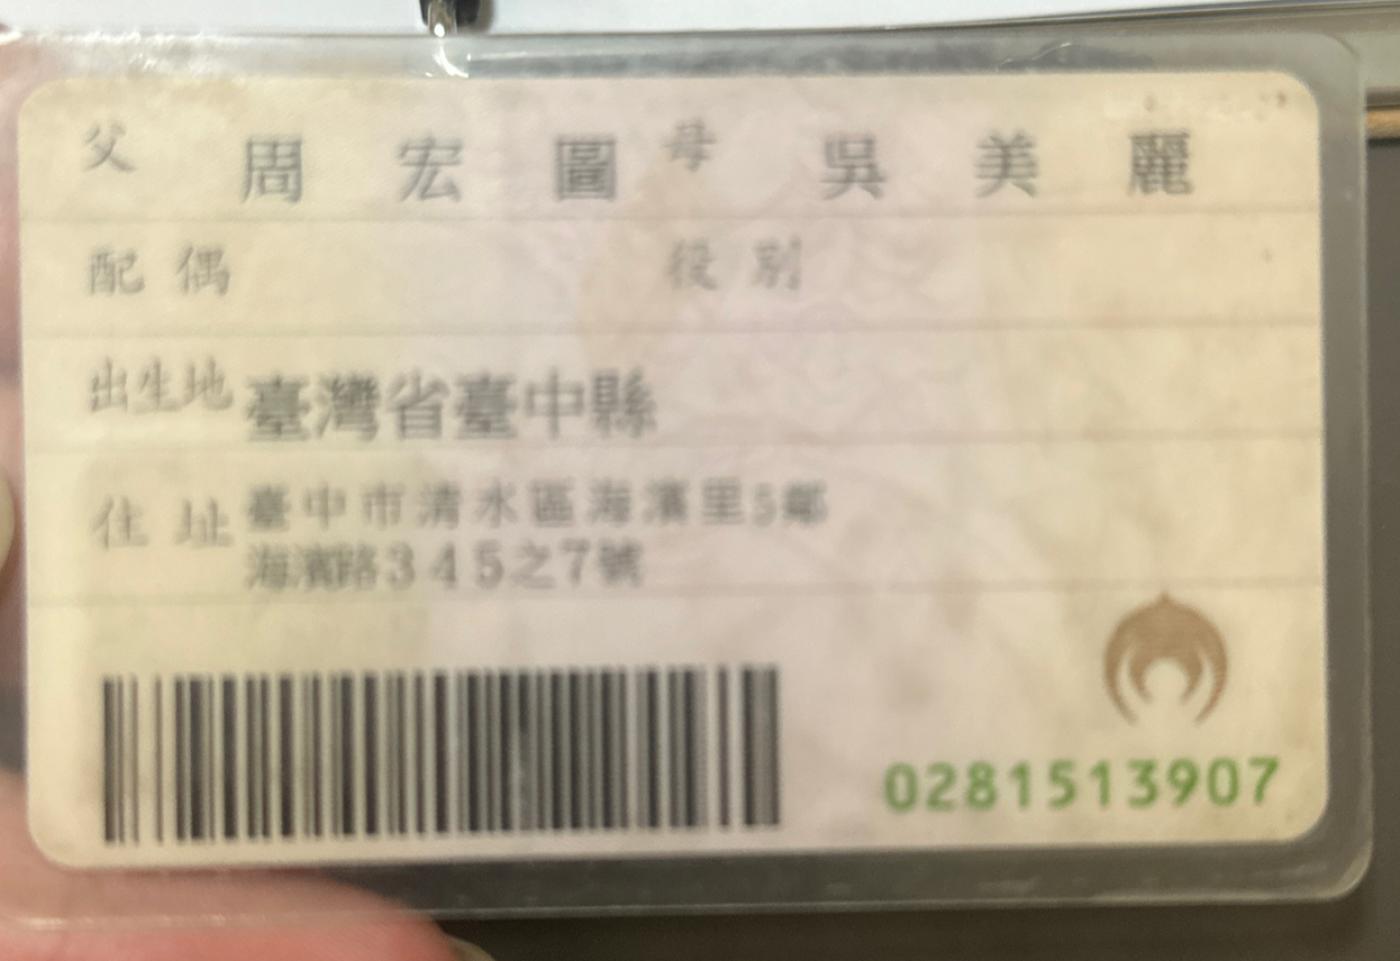 父 周宏圖 母 吳美麗
配偶 役別
出生地 臺灣省臺中縣
住址 臺中市清水區海濱里5鄰
海濱路345之7號
0281513907